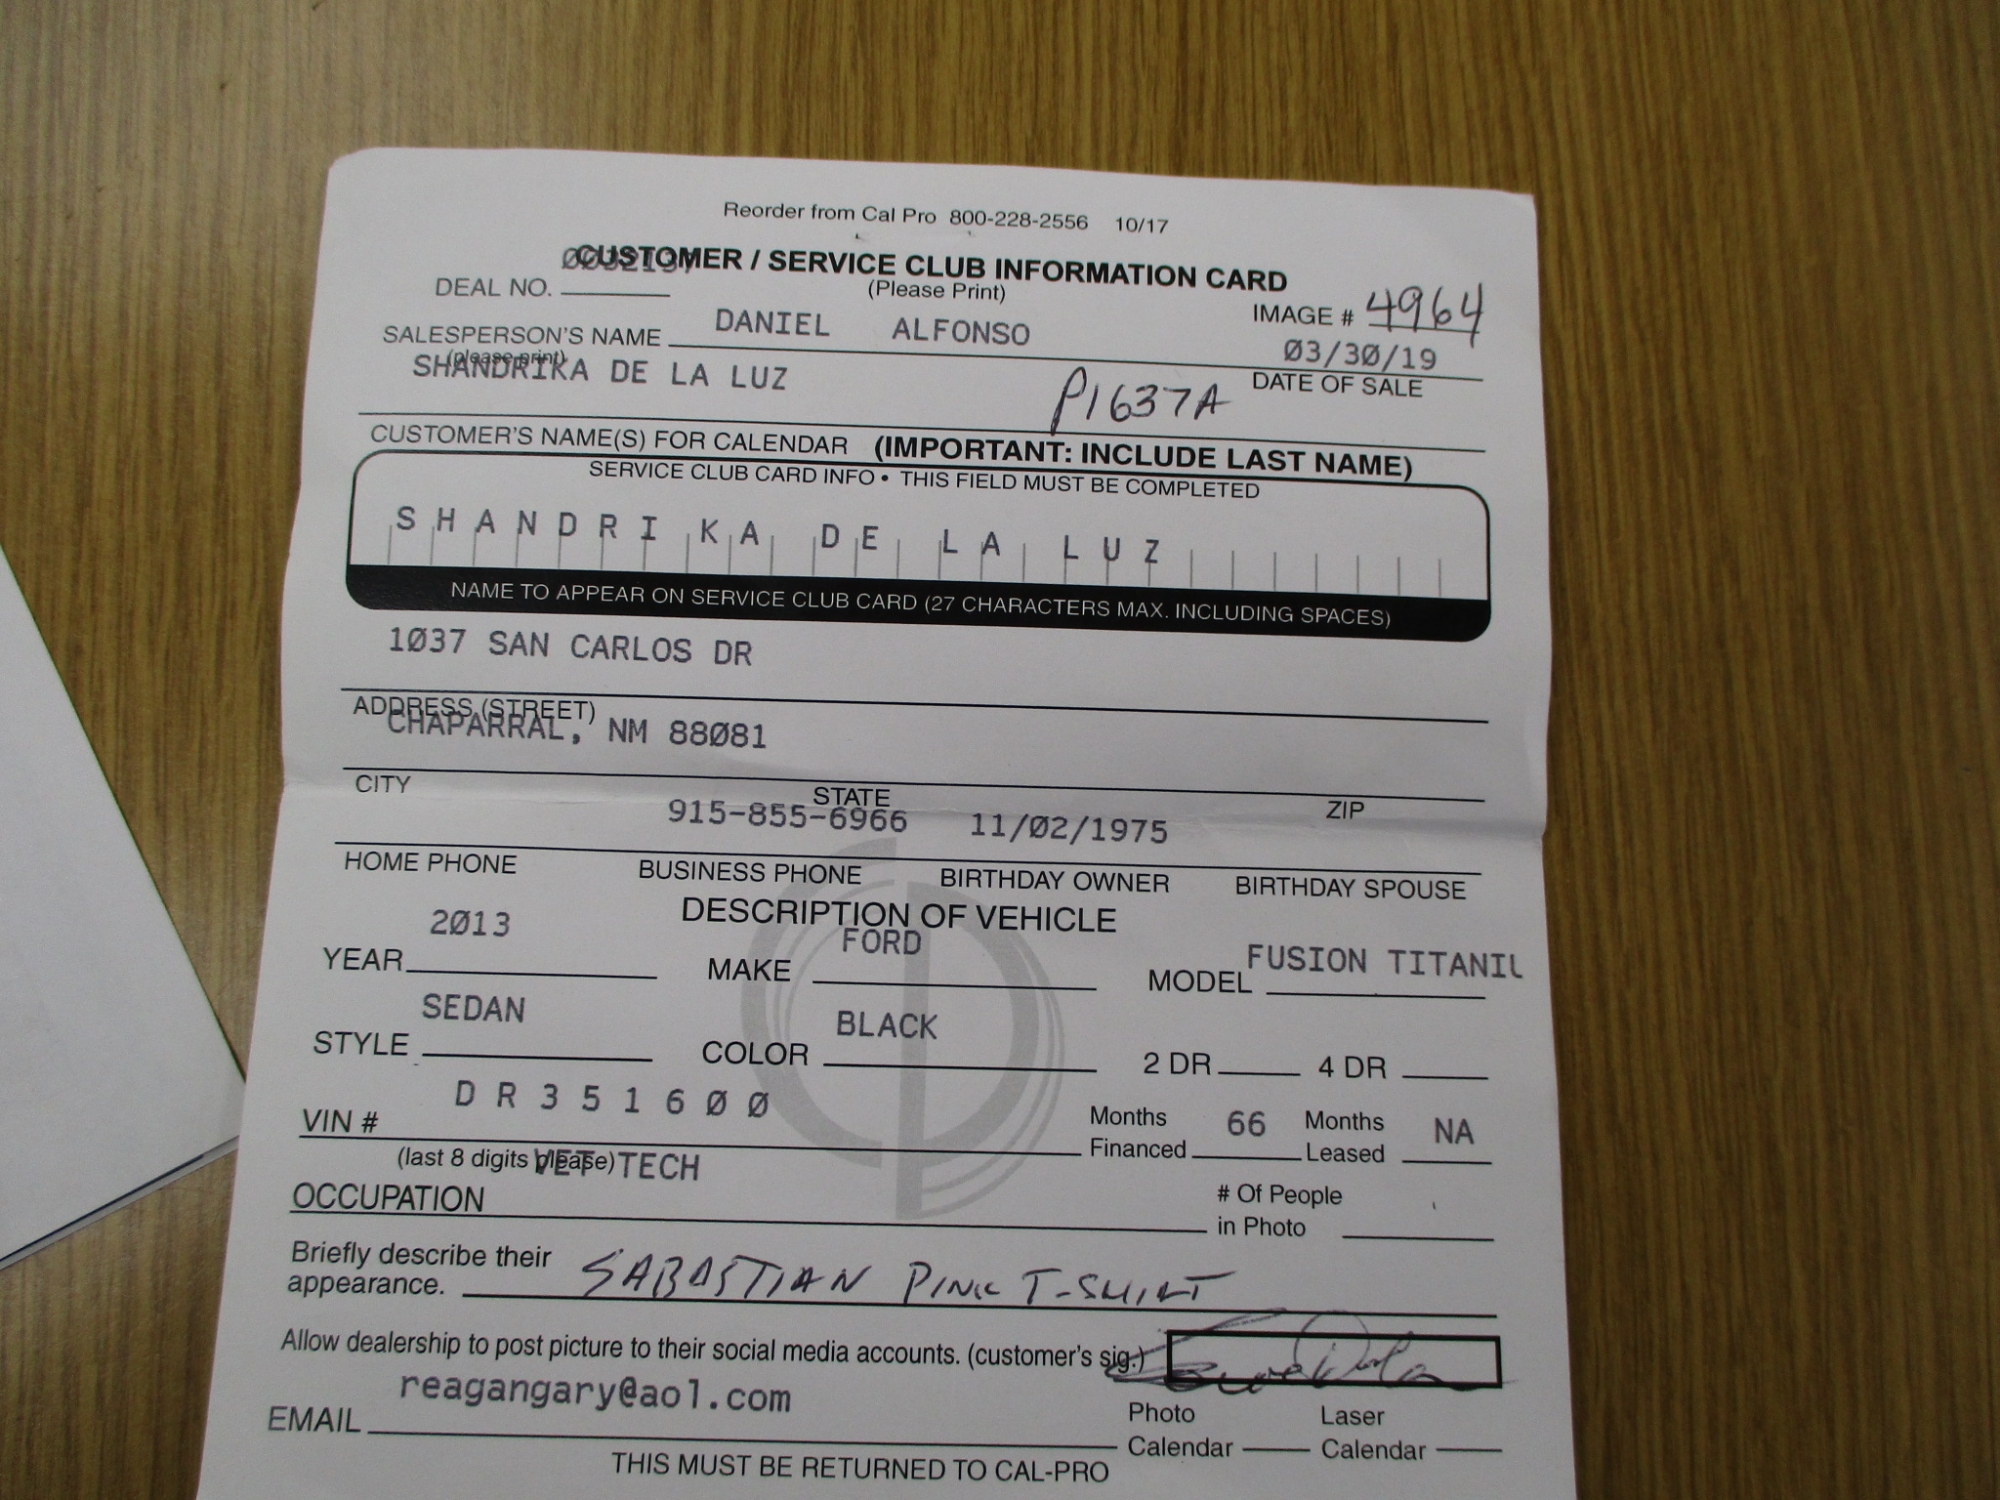 Reorder from Cal Pro 800-228-2556 10/17
CUSTOMER / SERVICE CLUB INFORMATION CARD
(Please Print)
DEAL NO.
IMAGE # 4964
SALESPERSON'S NAME DANIEL ALFONSO
(please print)
03/30/19
DATE OF SALE
SHANDRIKA DE LA LUZ
P1637A
CUSTOMER'S NAME(S) FOR CALENDAR (IMPORTANT: INCLUDE LAST NAME)
SERVICE CLUB CARD INFO • THIS FIELD MUST BE COMPLETED
SHANDRIKA DE LA LUZ
NAME TO APPEAR ON SERVICE CLUB CARD (27 CHARACTERS MAX. INCLUDING SPACES)
1037 SAN CARLOS DR
ADDRESS (STREET)
CHAPARRAL, NM 88081
CITY STATE ZIP
915-855-6966 11/02/1975
HOME PHONE BUSINESS PHONE BIRTHDAY OWNER BIRTHDAY SPOUSE
DESCRIPTION OF VEHICLE
YEAR 2013 MAKE FORD MODEL FUSION TITANIU
STYLE SEDAN COLOR BLACK 2 DR 4 DR
VIN # DR351600
(last 8 digits please)
Months Financed 66 Months Leased NA
OCCUPATION VET TECH
# Of People in Photo
Briefly describe their
appearance. SABASTIAN PINK T-SHIRT
Allow dealership to post picture to their social media accounts. (customer's sig.)
EMAIL reagangary@aol.com
Photo Calendar Laser Calendar
THIS MUST BE RETURNED TO CAL-PRO